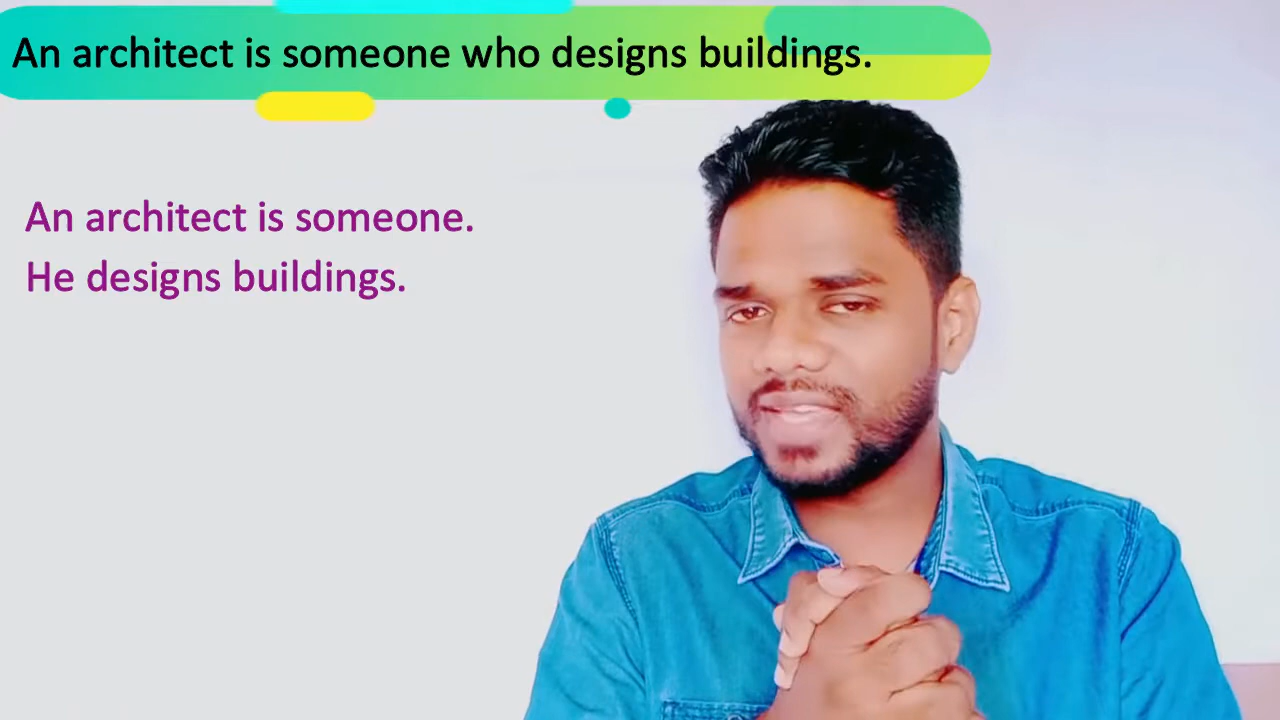 An architect is someone who designs buildings.
An architect is someone.
He designs buildings.